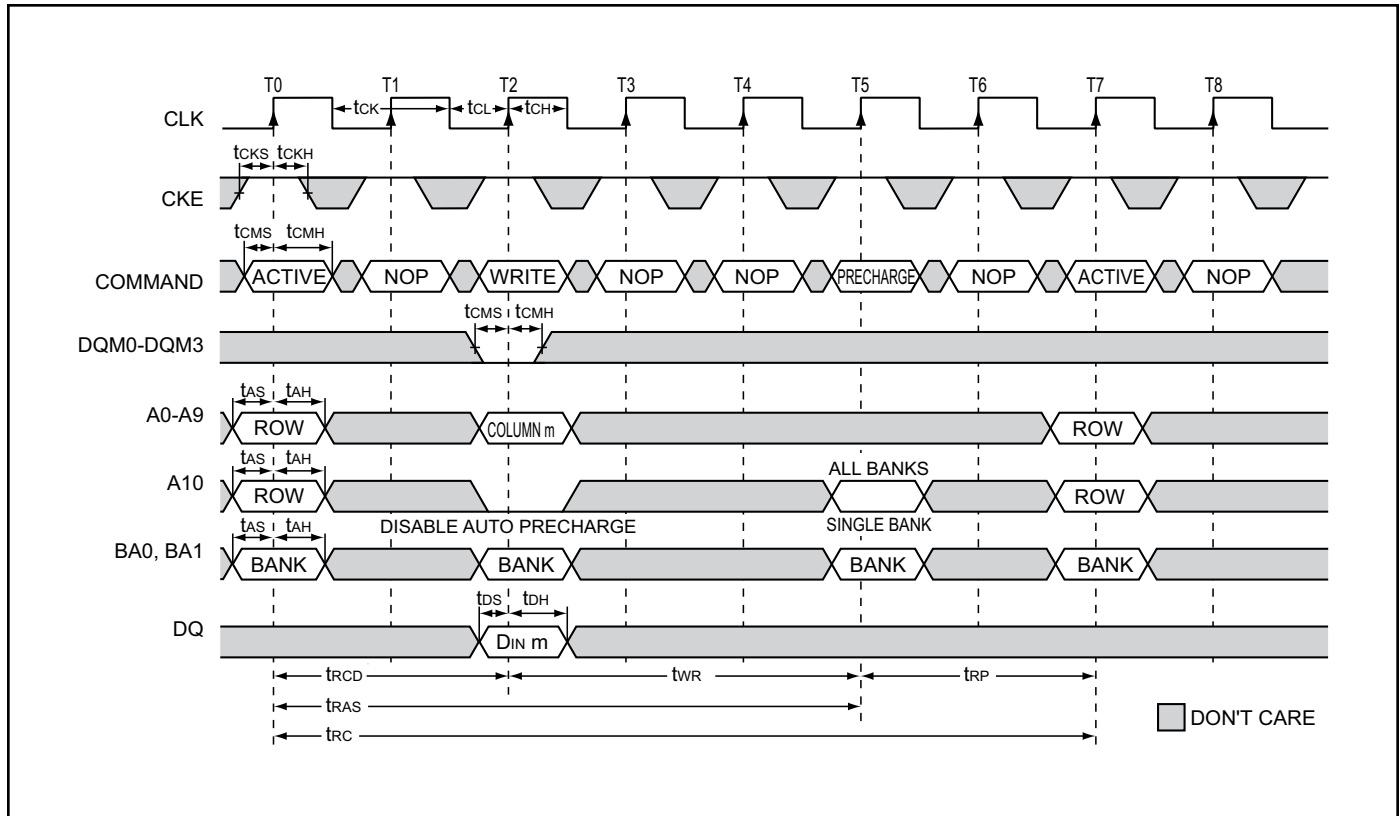 T0 T1 T2 T3 T4 T5 T6 T7 T8
CLK tCK tCL tCH
tCKS tCKH
CKE
tCMS tCMH
COMMAND ACTIVE NOP WRITE NOP NOP PRECHARGE NOP ACTIVE NOP
tCMS tCMH
DQM0-DQM3
tAS tAH
A0-A9 ROW COLUMN m ROW
tAS tAH ALL BANKS
A10 ROW ROW
tAS tAH DISABLE AUTO PRECHARGE SINGLE BANK
BA0, BA1 BANK BANK BANK BANK
tDS tDH
DQ DIN m
tRCD tWR tRP
tRAS
tRC
DON'T CARE